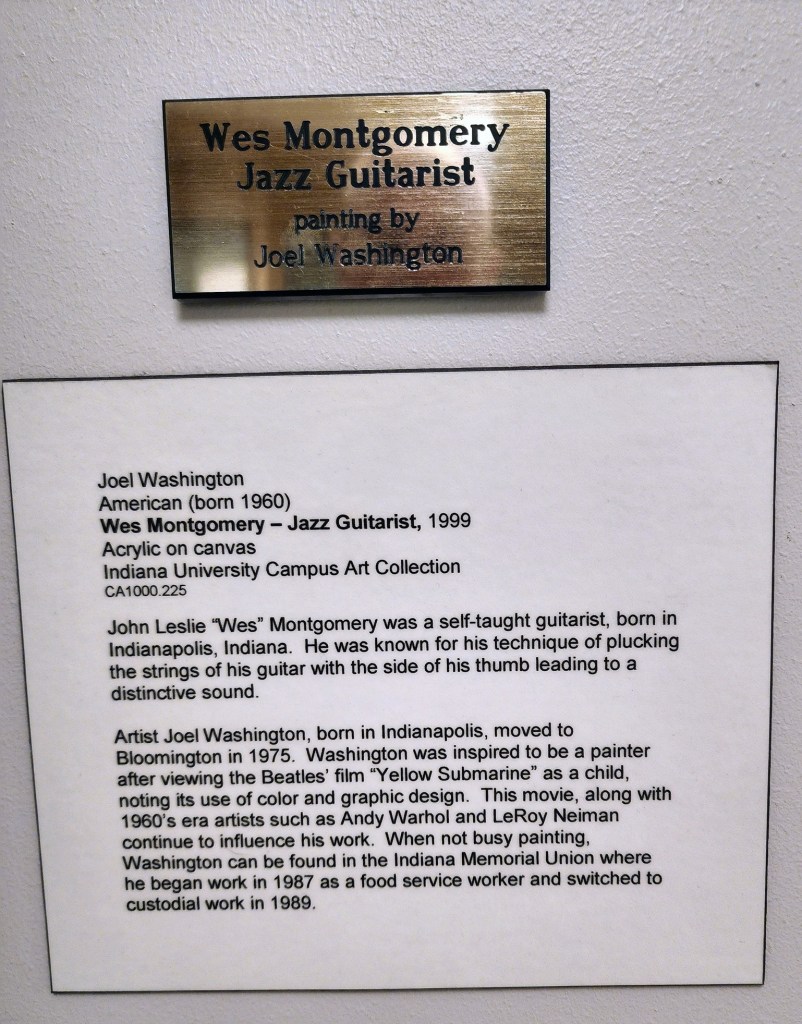 Wes Montgomery
Jazz Guitarist
painting by
Joel Washington
Joel Washington
American (born 1960)
Wes Montgomery – Jazz Guitarist, 1999
Acrylic on canvas
Indiana University Campus Art Collection
CA1000.225
John Leslie “Wes” Montgomery was a self-taught guitarist, born in
Indianapolis, Indiana.  He was known for his technique of plucking
the strings of his guitar with the side of his thumb leading to a
distinctive sound.
Artist Joel Washington, born in Indianapolis, moved to
Bloomington in 1975.  Washington was inspired to be a painter
after viewing the Beatles’ film “Yellow Submarine” as a child,
noting its use of color and graphic design.  This movie, along with
1960’s era artists such as Andy Warhol and LeRoy Neiman
continue to influence his work.  When not busy painting,
Washington can be found in the Indiana Memorial Union where
he began work in 1987 as a food service worker and switched to
custodial work in 1989.